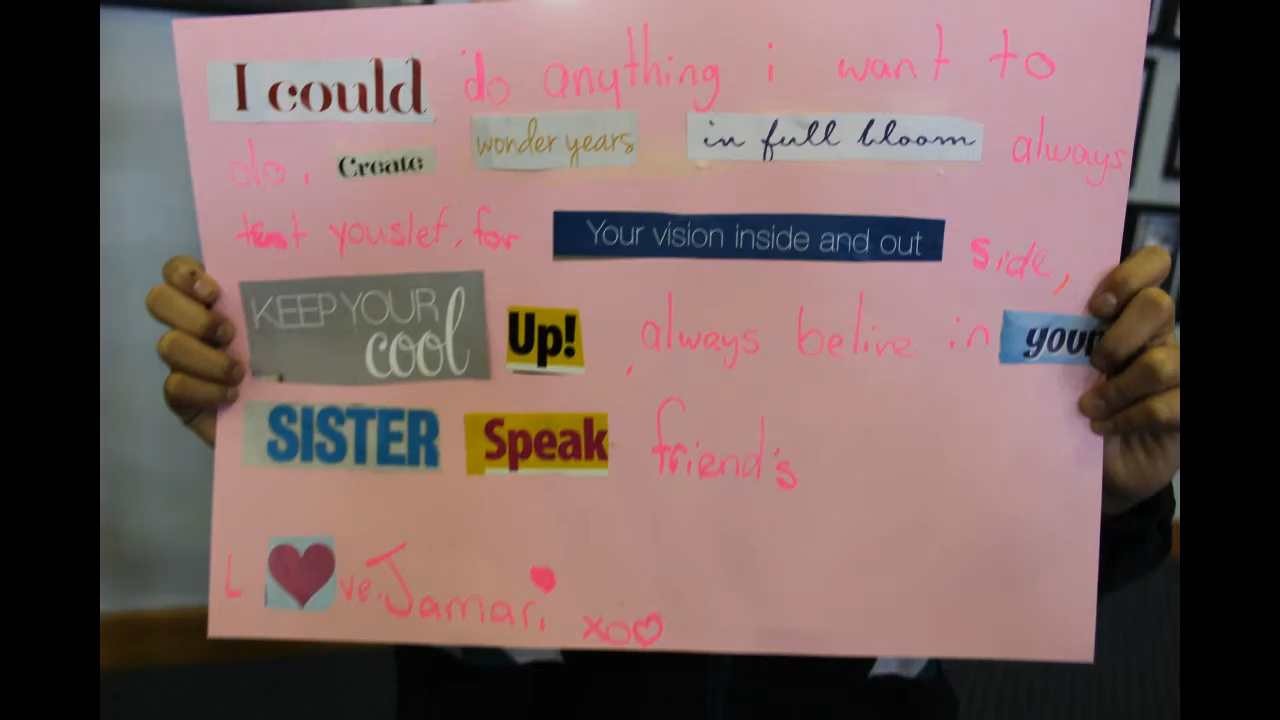 I could do anything i want to
do. Create wonder years in full bloom always
youslef, for Your vision inside and out side,
KEEP YOUR cool Up!, always belive in your
SISTER Speak friend's
Love, Jamari xo